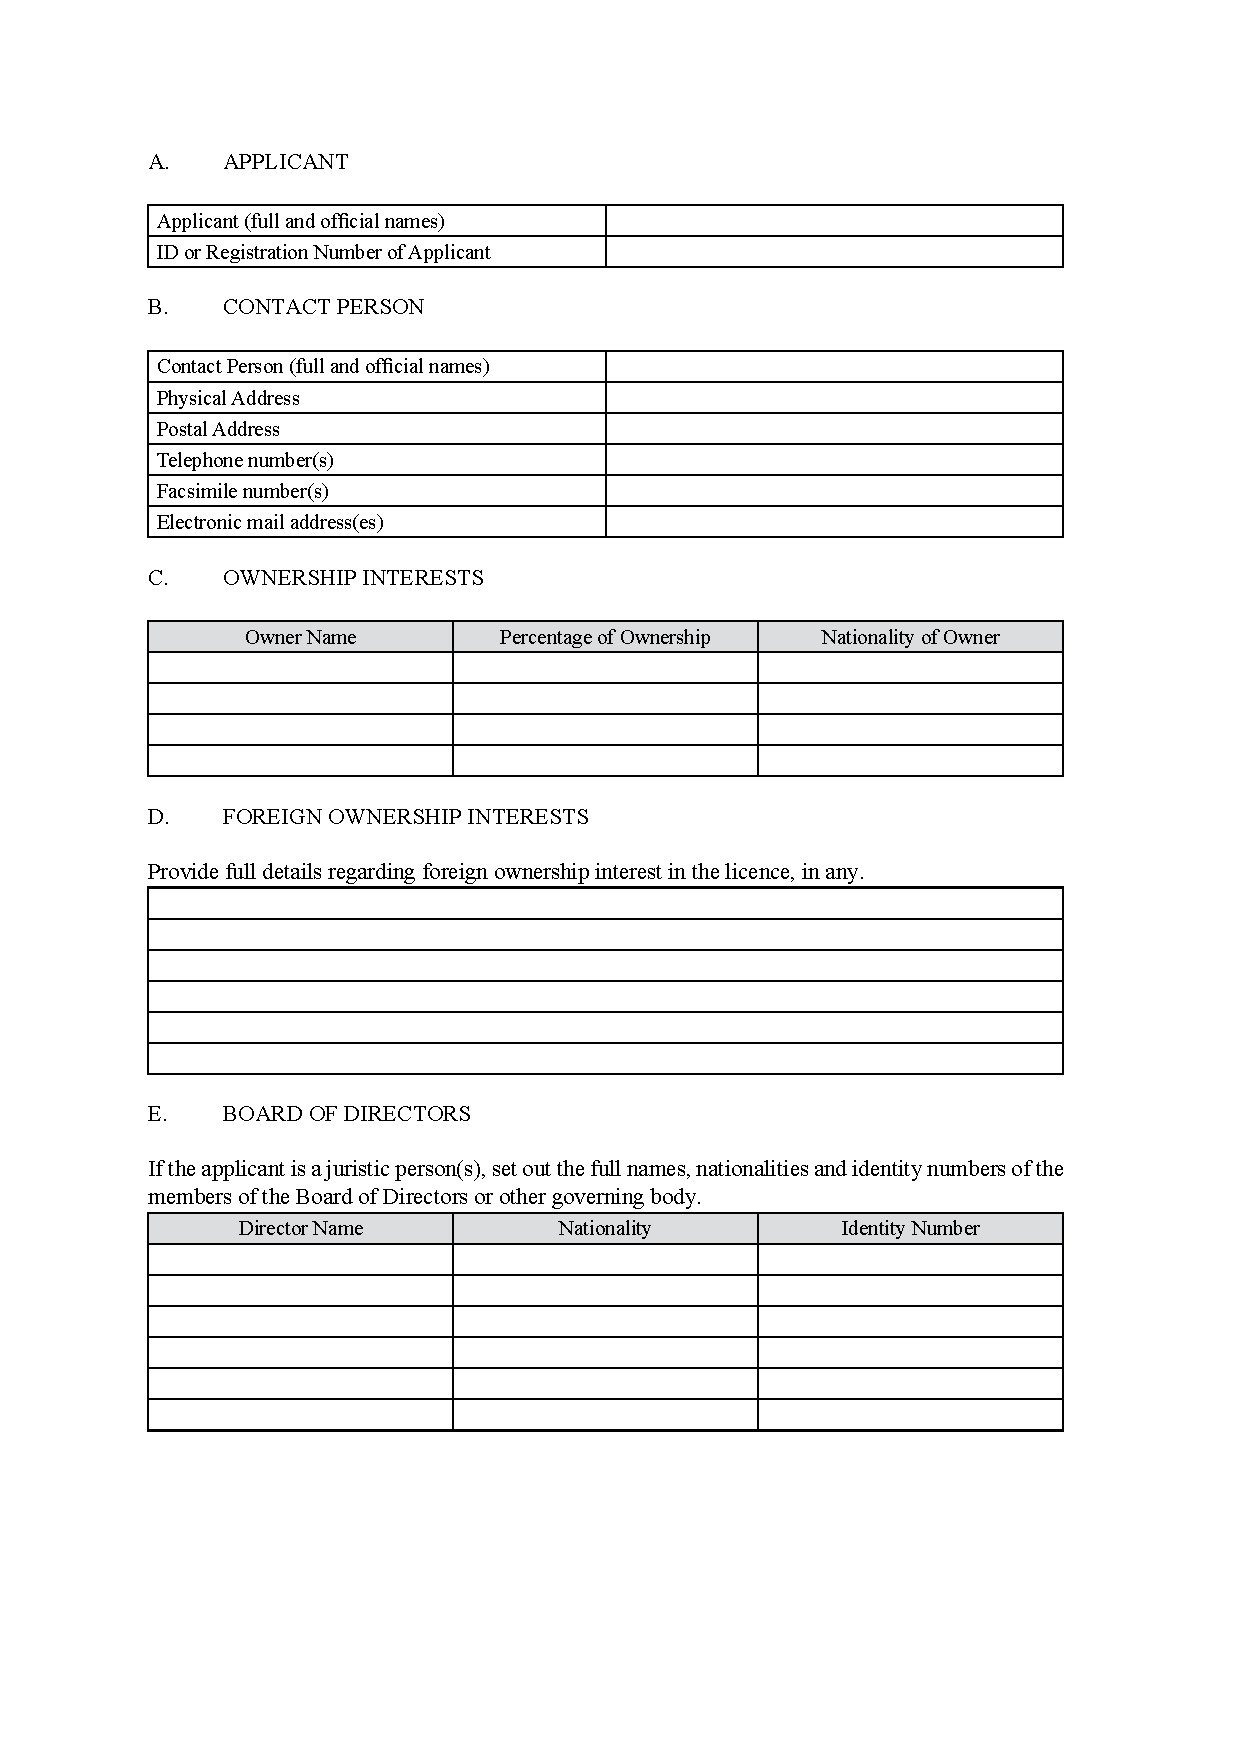 A. APPLICANT
Applicant (full and official names)
ID or Registration Number of Applicant
B. CONTACT PERSON
Contact Person (full and official names)
Physical Address
Postal Address
Telephone number(s)
Facsimile number(s)
Electronic mail address(es)
C. OWNERSHIP INTERESTS
Owner Name Percentage of Ownership Nationality of Owner
D. FOREIGN OWNERSHIP INTERESTS
Provide full details regarding foreign ownership interest in the licence, in any.
E. BOARD OF DIRECTORS
If the applicant is a juristic person(s), set out the full names, nationalities and identity numbers of the
members of the Board of Directors or other governing body.
Director Name Nationality Identity Number